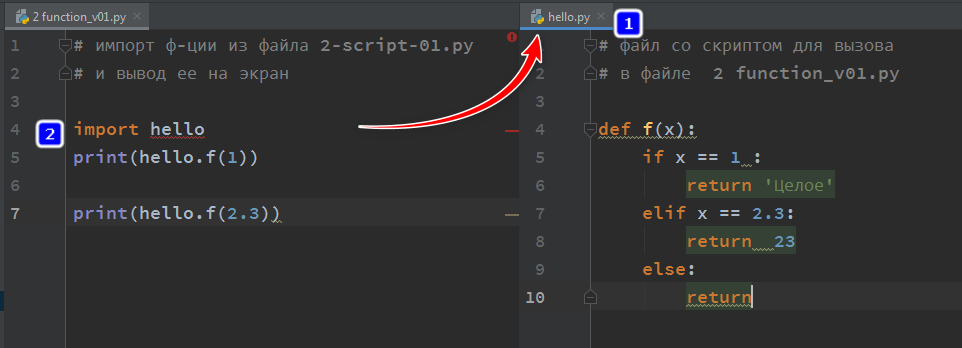 2 function_v01.py
1 # импорт ф-ции из файла 2-script-01.py
2 # и вывод ее на экран
3
4 2 import hello
5 print(hello.f(1))
6
7 print(hello.f(2.3))
hello.py 1
# файл со скриптом для вызова
2 # в файле  2 function_v01.py
3
4 def f(x):
5     if x == 1 :
6         return 'Целое'
7     elif x == 2.3:
8         return  23
9     else:
10         return